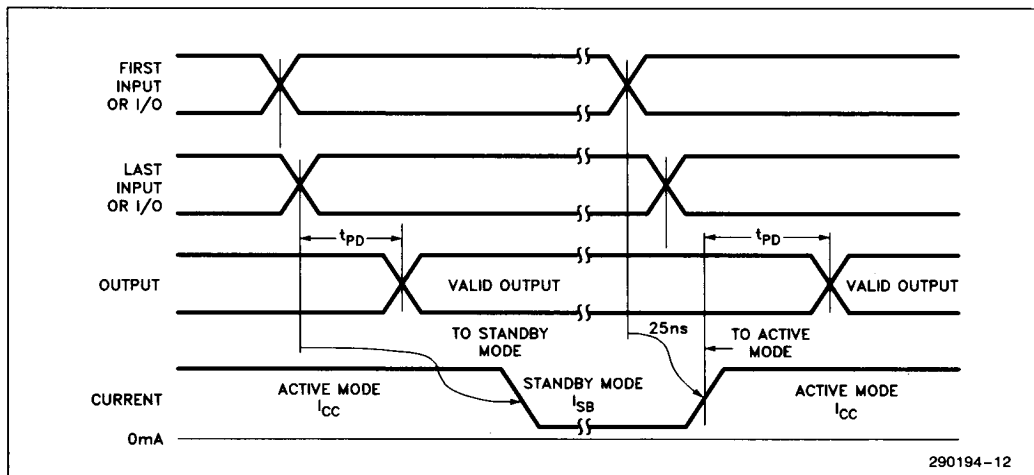 FIRST
INPUT
OR I/O
LAST
INPUT
OR I/O
tPD
tPD
OUTPUT
VALID OUTPUT
VALID OUTPUT
TO STANDBY
MODE
25ns
TO ACTIVE
MODE
CURRENT
ACTIVE MODE
ICC
STANDBY MODE
ISB
ACTIVE MODE
ICC
0mA
290194-12